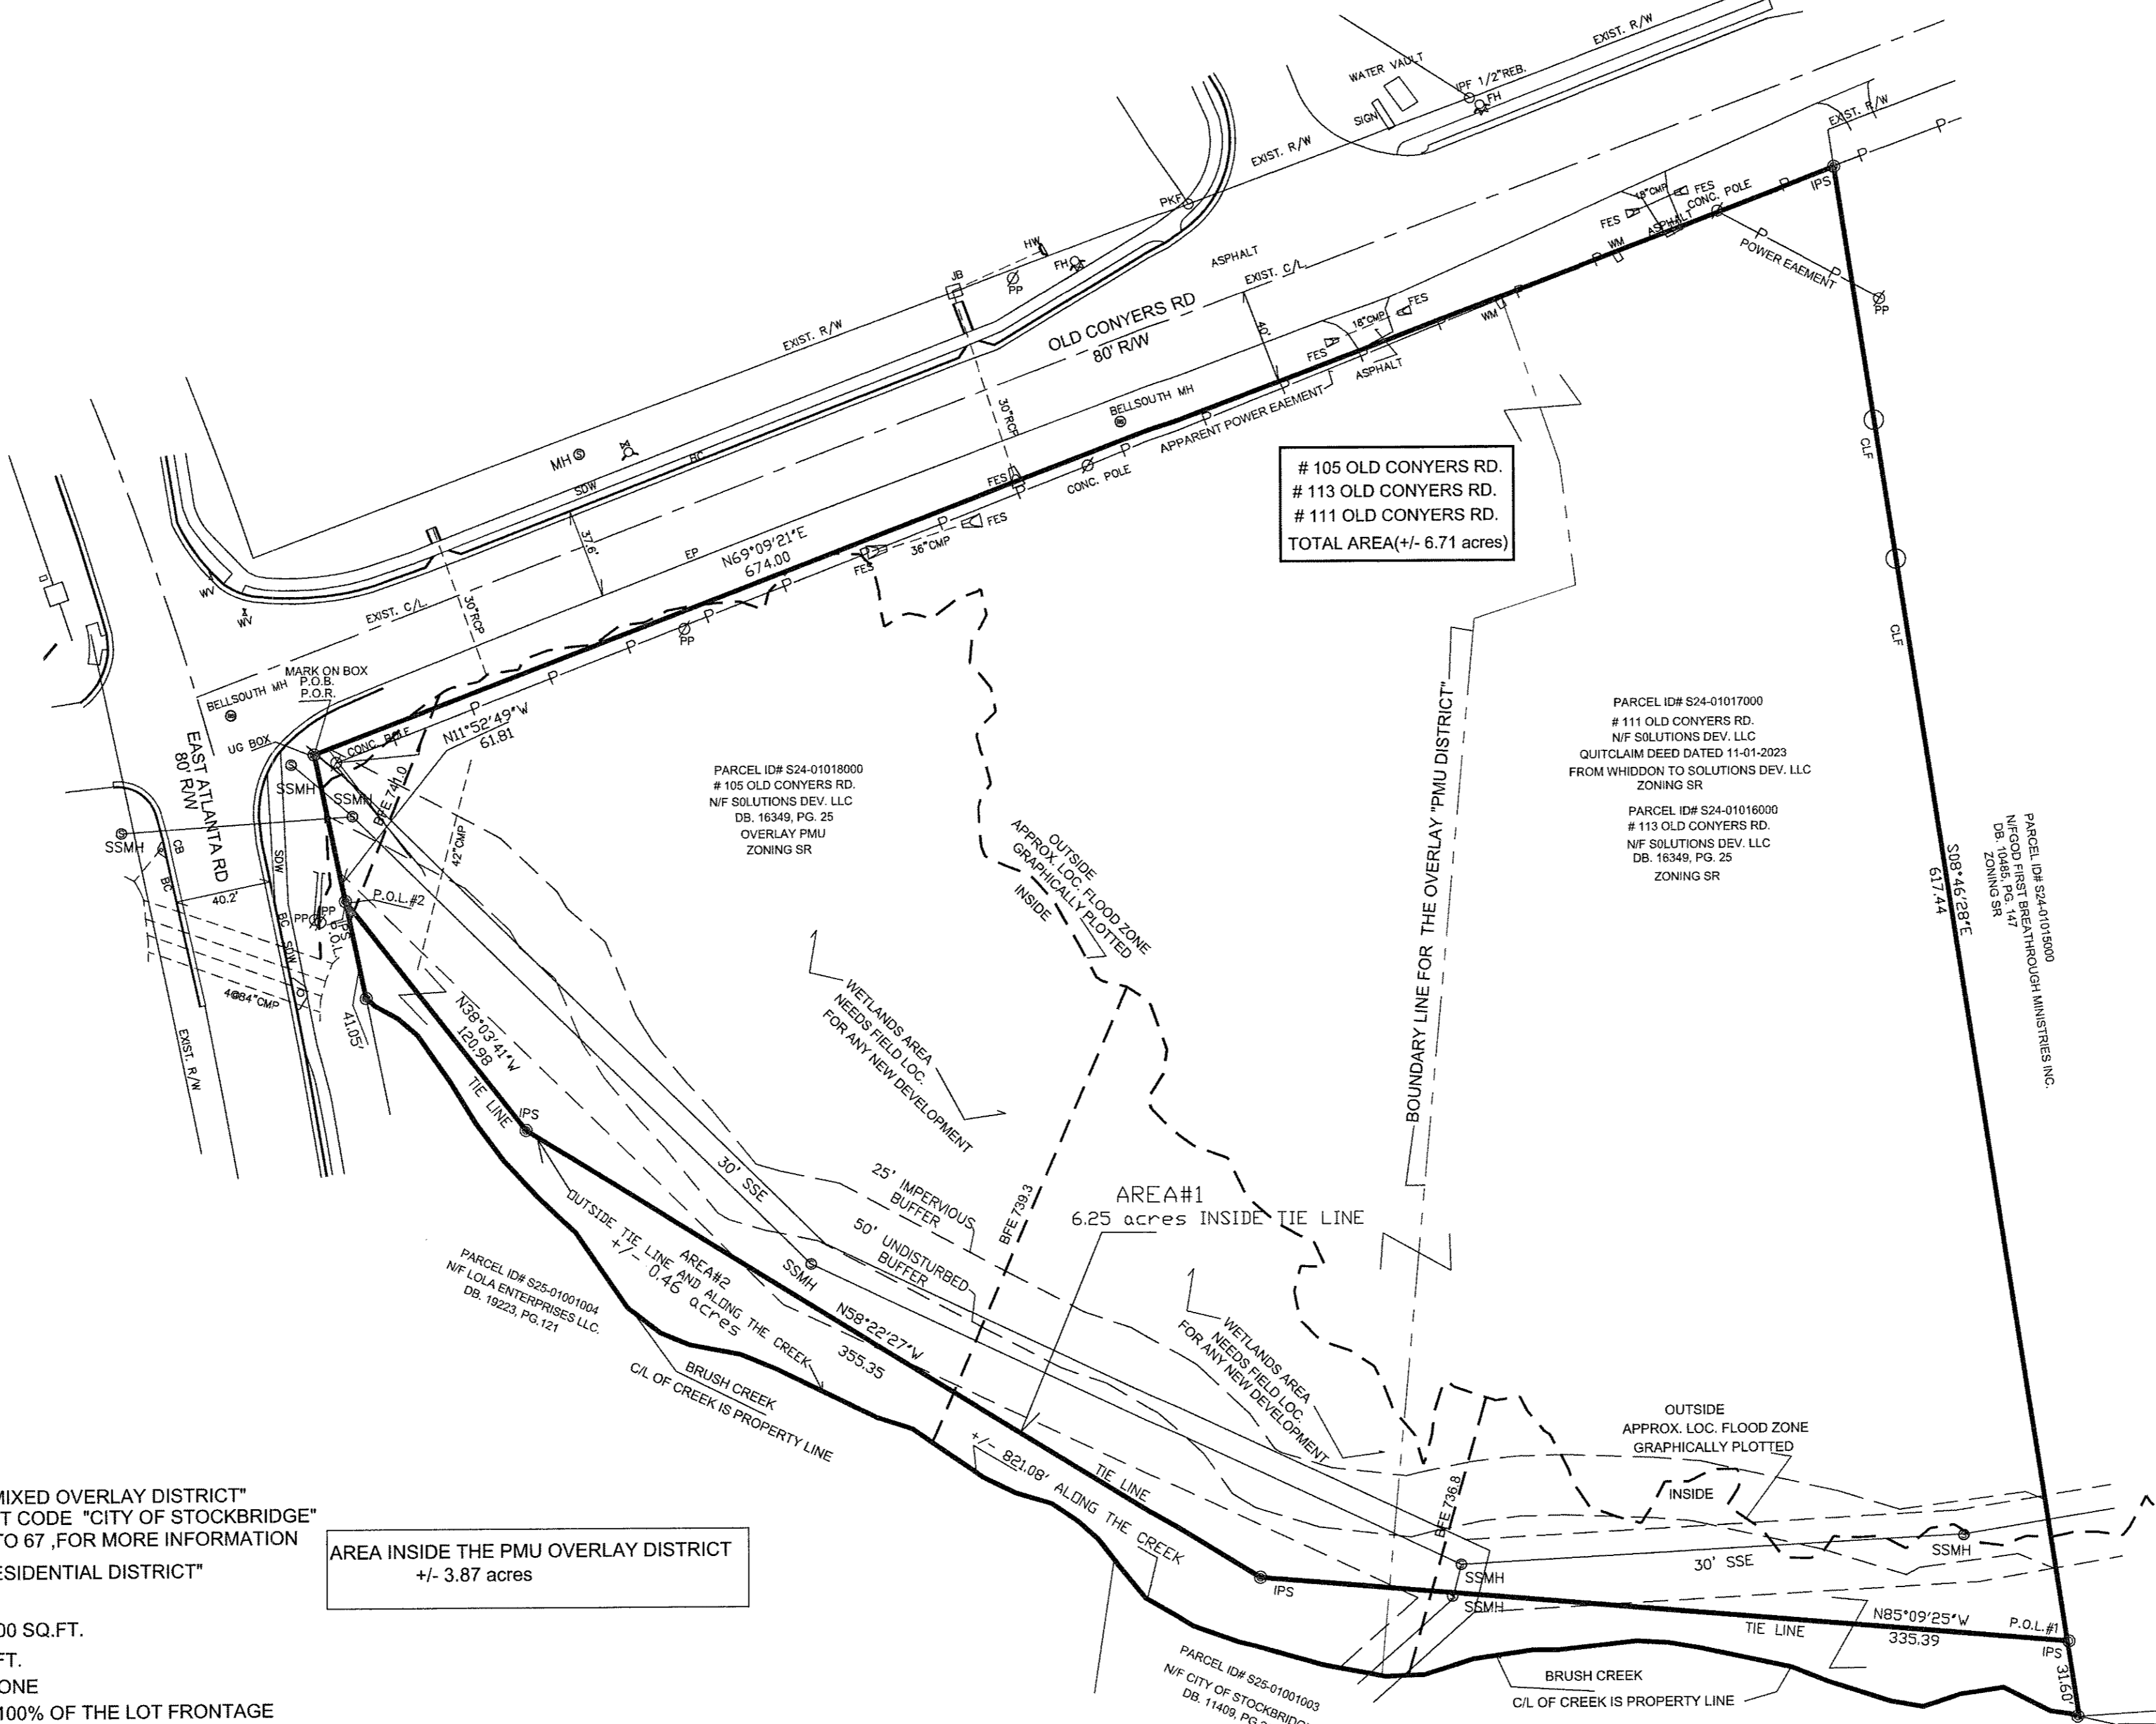 EXIST. R/W
WATER VAULT
IPF 1/2"REB.
FH
SIGN
EXIST. R/W
EXIST. R/W
P
IPS
PKF
HW
FH
JB
PP
EXIST. R/W
ASPHALT
EXIST. C/L
OLD CONYERS RD
80' R/W
40'
18"CMP
FES
CONC. POLE
FES
ASPHALT
WM
P
POWER EAEMENT
P
PP
WM
18"CMP
FES
FES
ASPHALT
APPARENT POWER EAEMENT
BELLSOUTH MH
30"RCP
FES
CONC. POLE
CLF
CLF
MH
SDW
BC
37.6'
EP
N69°09'21"E
674.00
36"CMP
FES
FES
PP
# 105 OLD CONYERS RD.
# 113 OLD CONYERS RD.
# 111 OLD CONYERS RD.
TOTAL AREA(+/- 6.71 acres)
WV
WV
EXIST. C/L
30"RCP
MARK ON BOX
P.O.B.
P.O.R.
BELLSOUTH MH
UG BOX
CONC. POLE
N11°52'49"W
61.81
EAST ATLANTA RD
80' R/W
SSMH
SSMH
BFE 741.0
42"CMP
SSMH
CB
BC
SDW
40.2'
BC
SDW
PP
PP
IPS
P.O.L.
P.O.L.#2
4@84"CMP
41.05'
EXIST. R/W
PARCEL ID# S24-01018000
# 105 OLD CONYERS RD.
N/F SOLUTIONS DEV. LLC
DB. 16349, PG. 25
OVERLAY PMU
ZONING SR
OUTSIDE
APPROX. LOC. FLOOD ZONE
GRAPHICALLY PLOTTED
INSIDE
BOUNDARY LINE FOR THE OVERLAY "PMU DISTRICT"
PARCEL ID# S24-01017000
# 111 OLD CONYERS RD.
N/F SOLUTIONS DEV. LLC
QUITCLAIM DEED DATED 11-01-2023
FROM WHIDDON TO SOLUTIONS DEV. LLC
ZONING SR
PARCEL ID# S24-01016000
# 113 OLD CONYERS RD.
N/F SOLUTIONS DEV. LLC
DB. 16349, PG. 25
ZONING SR
S08°46'28"E
617.44
PARCEL ID# S24-01015000
N/FGOD FIRST BREATHROUGH MINISTRIES INC.
DB. 10485, PG. 147
ZONING SR
WETLANDS AREA
NEEDS FIELD LOC.
FOR ANY NEW DEVELOPMENT
N38°03'41"W
120.98
TIE LINE
IPS
30' SSE
25' IMPERVIOUS
BUFFER
50' UNDISTURBED
BUFFER
BFE 739.3
AREA#1
6.25 acres INSIDE TIE LINE
AREA#2
OUTSIDE TIE LINE AND ALONG THE CREEK
+/- 0.46 acres
SSMH
PARCEL ID# S25-01001004
N/F LOLA ENTERPRISES LLC.
DB. 19223, PG.121
N58°22'27"W
355.35
BRUSH CREEK
C/L OF CREEK IS PROPERTY LINE
WETLANDS AREA
NEEDS FIELD LOC.
FOR ANY NEW DEVELOPMENT
OUTSIDE
APPROX. LOC. FLOOD ZONE
GRAPHICALLY PLOTTED
INSIDE
TIE LINE
+/- 821.08' ALONG THE CREEK
BFE 736.8
SSMH
30' SSE
IPS
SSMH
SSMH
N85°09'25"W
335.39
TIE LINE
P.O.L.#1
IPS
31.60'
BRUSH CREEK
C/L OF CREEK IS PROPERTY LINE
PARCEL ID# S25-01001003
N/F CITY OF STOCKBRIDGE
DB. 11409, PG.
MIXED OVERLAY DISTRICT"
T CODE "CITY OF STOCKBRIDGE"
TO 67 ,FOR MORE INFORMATION
ESIDENTIAL DISTRICT"
AREA INSIDE THE PMU OVERLAY DISTRICT
+/- 3.87 acres
00 SQ.FT.
FT.
ONE
100% OF THE LOT FRONTAGE